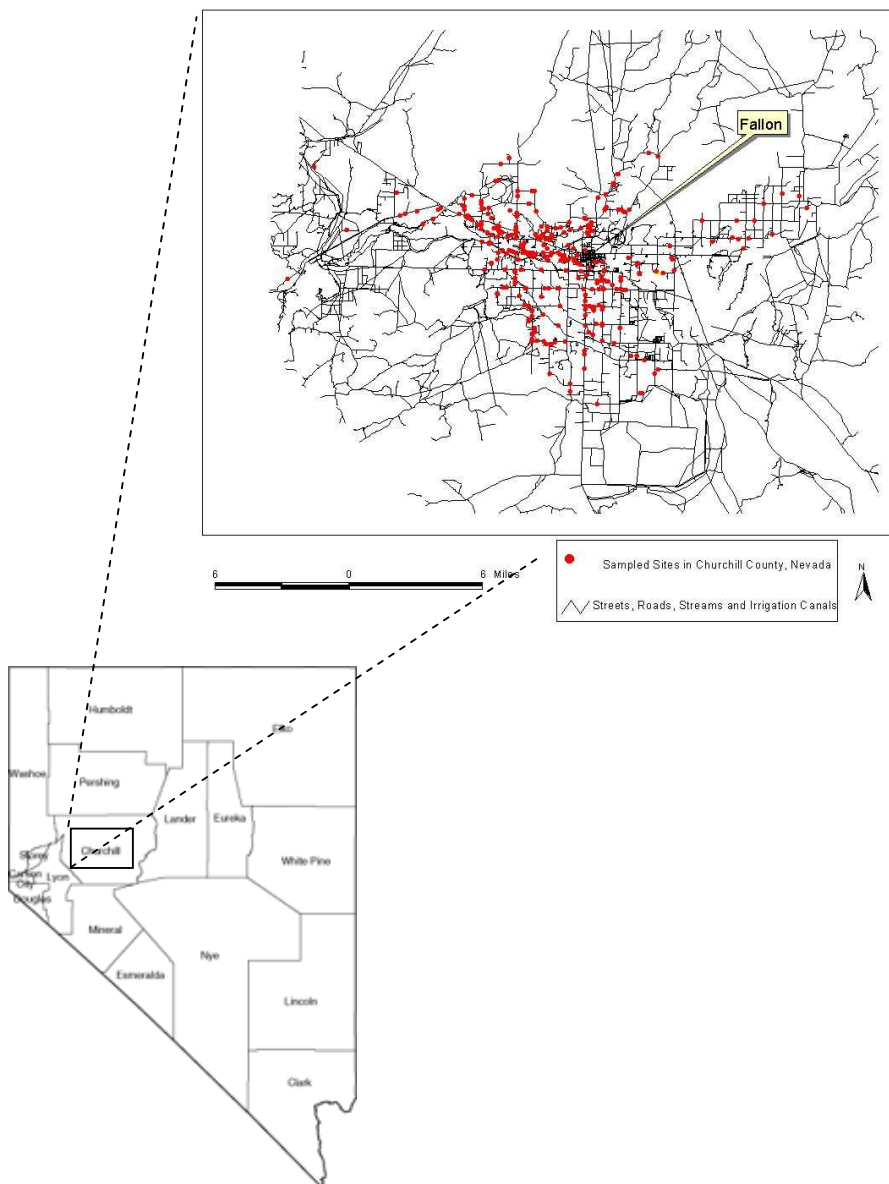 Fallon
6 0 6 Miles
Sampled Sites in Churchill County, Nevada
N
Streets, Roads, Streams and Irrigation Canals
Humboldt
Elko
Washoe
Pershing
Lander
Eureka
Storey
Churchill
White Pine
Carson
City
Lyon
Douglas
Mineral
Nye
Esmeralda
Lincoln
Clark